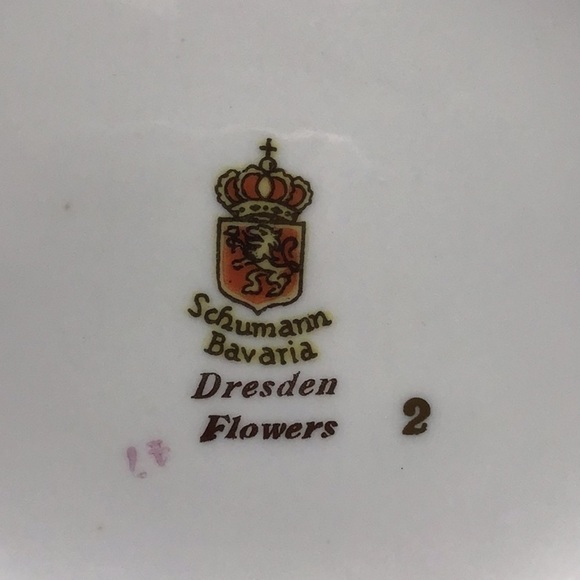 Schumann
Bavaria
Dresden
Flowers
2